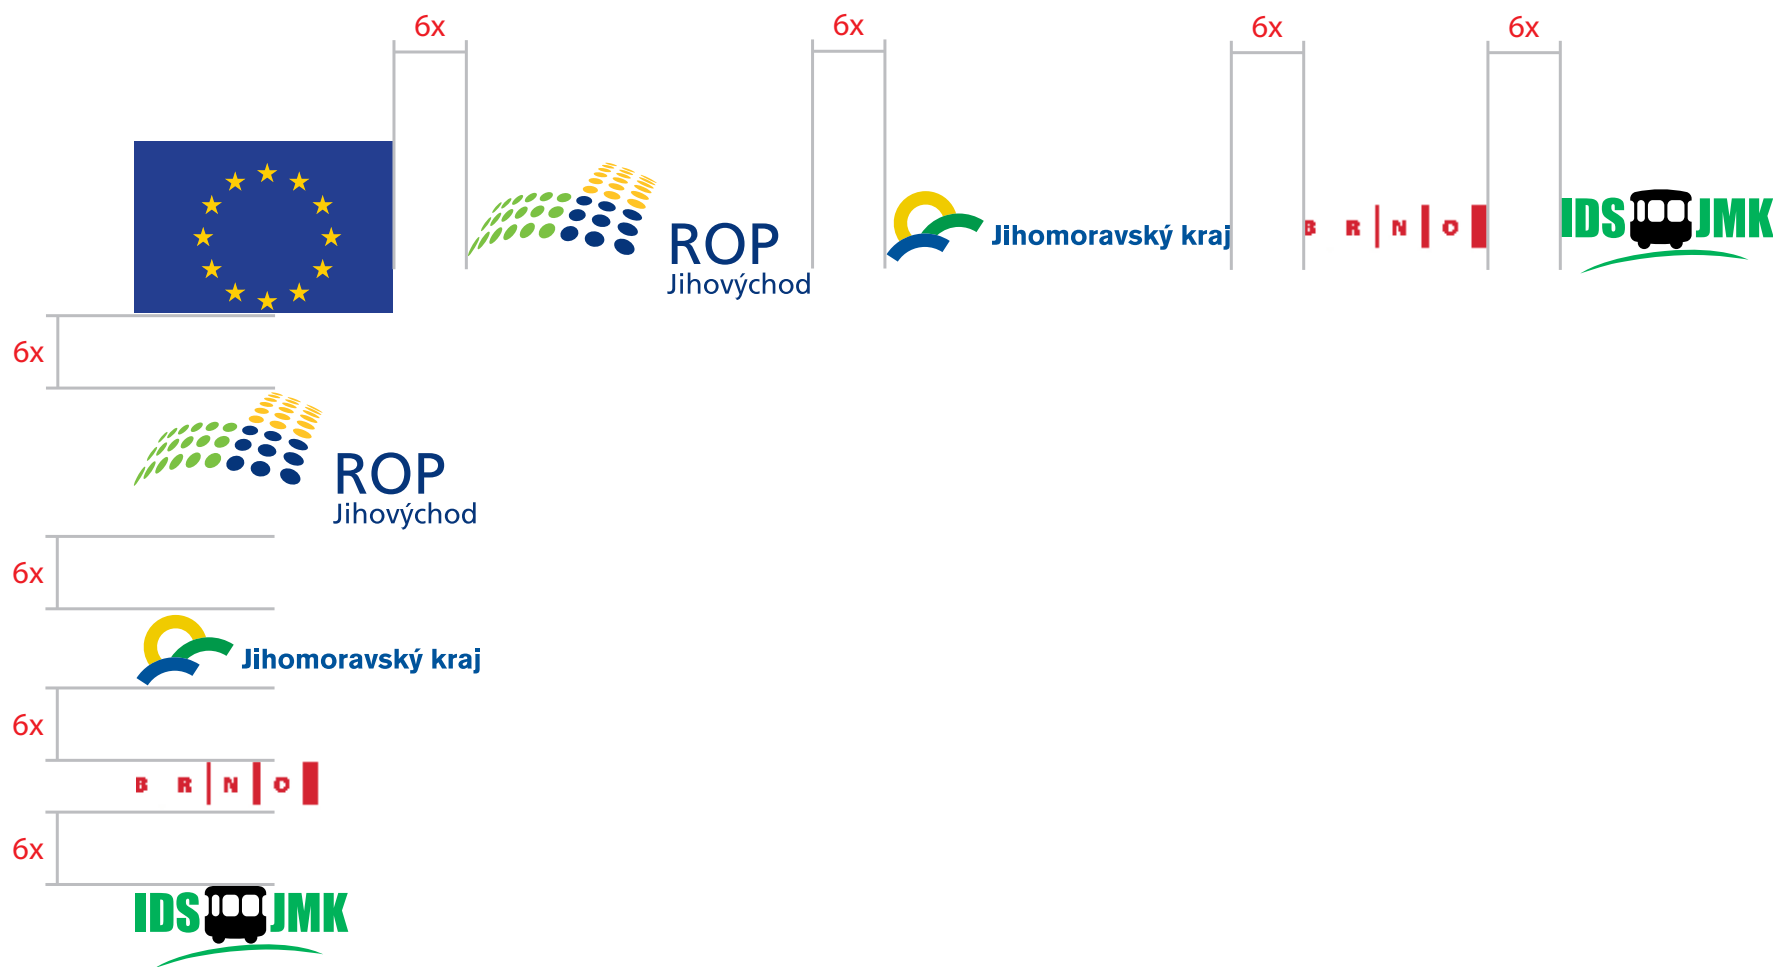 6x 6x 6x 6x
ROP
Jihovýchod
Jihomoravský kraj
B R N O
IDS JMK
6x
ROP
Jihovýchod
6x
Jihomoravský kraj
6x
B R N O
6x
IDS JMK